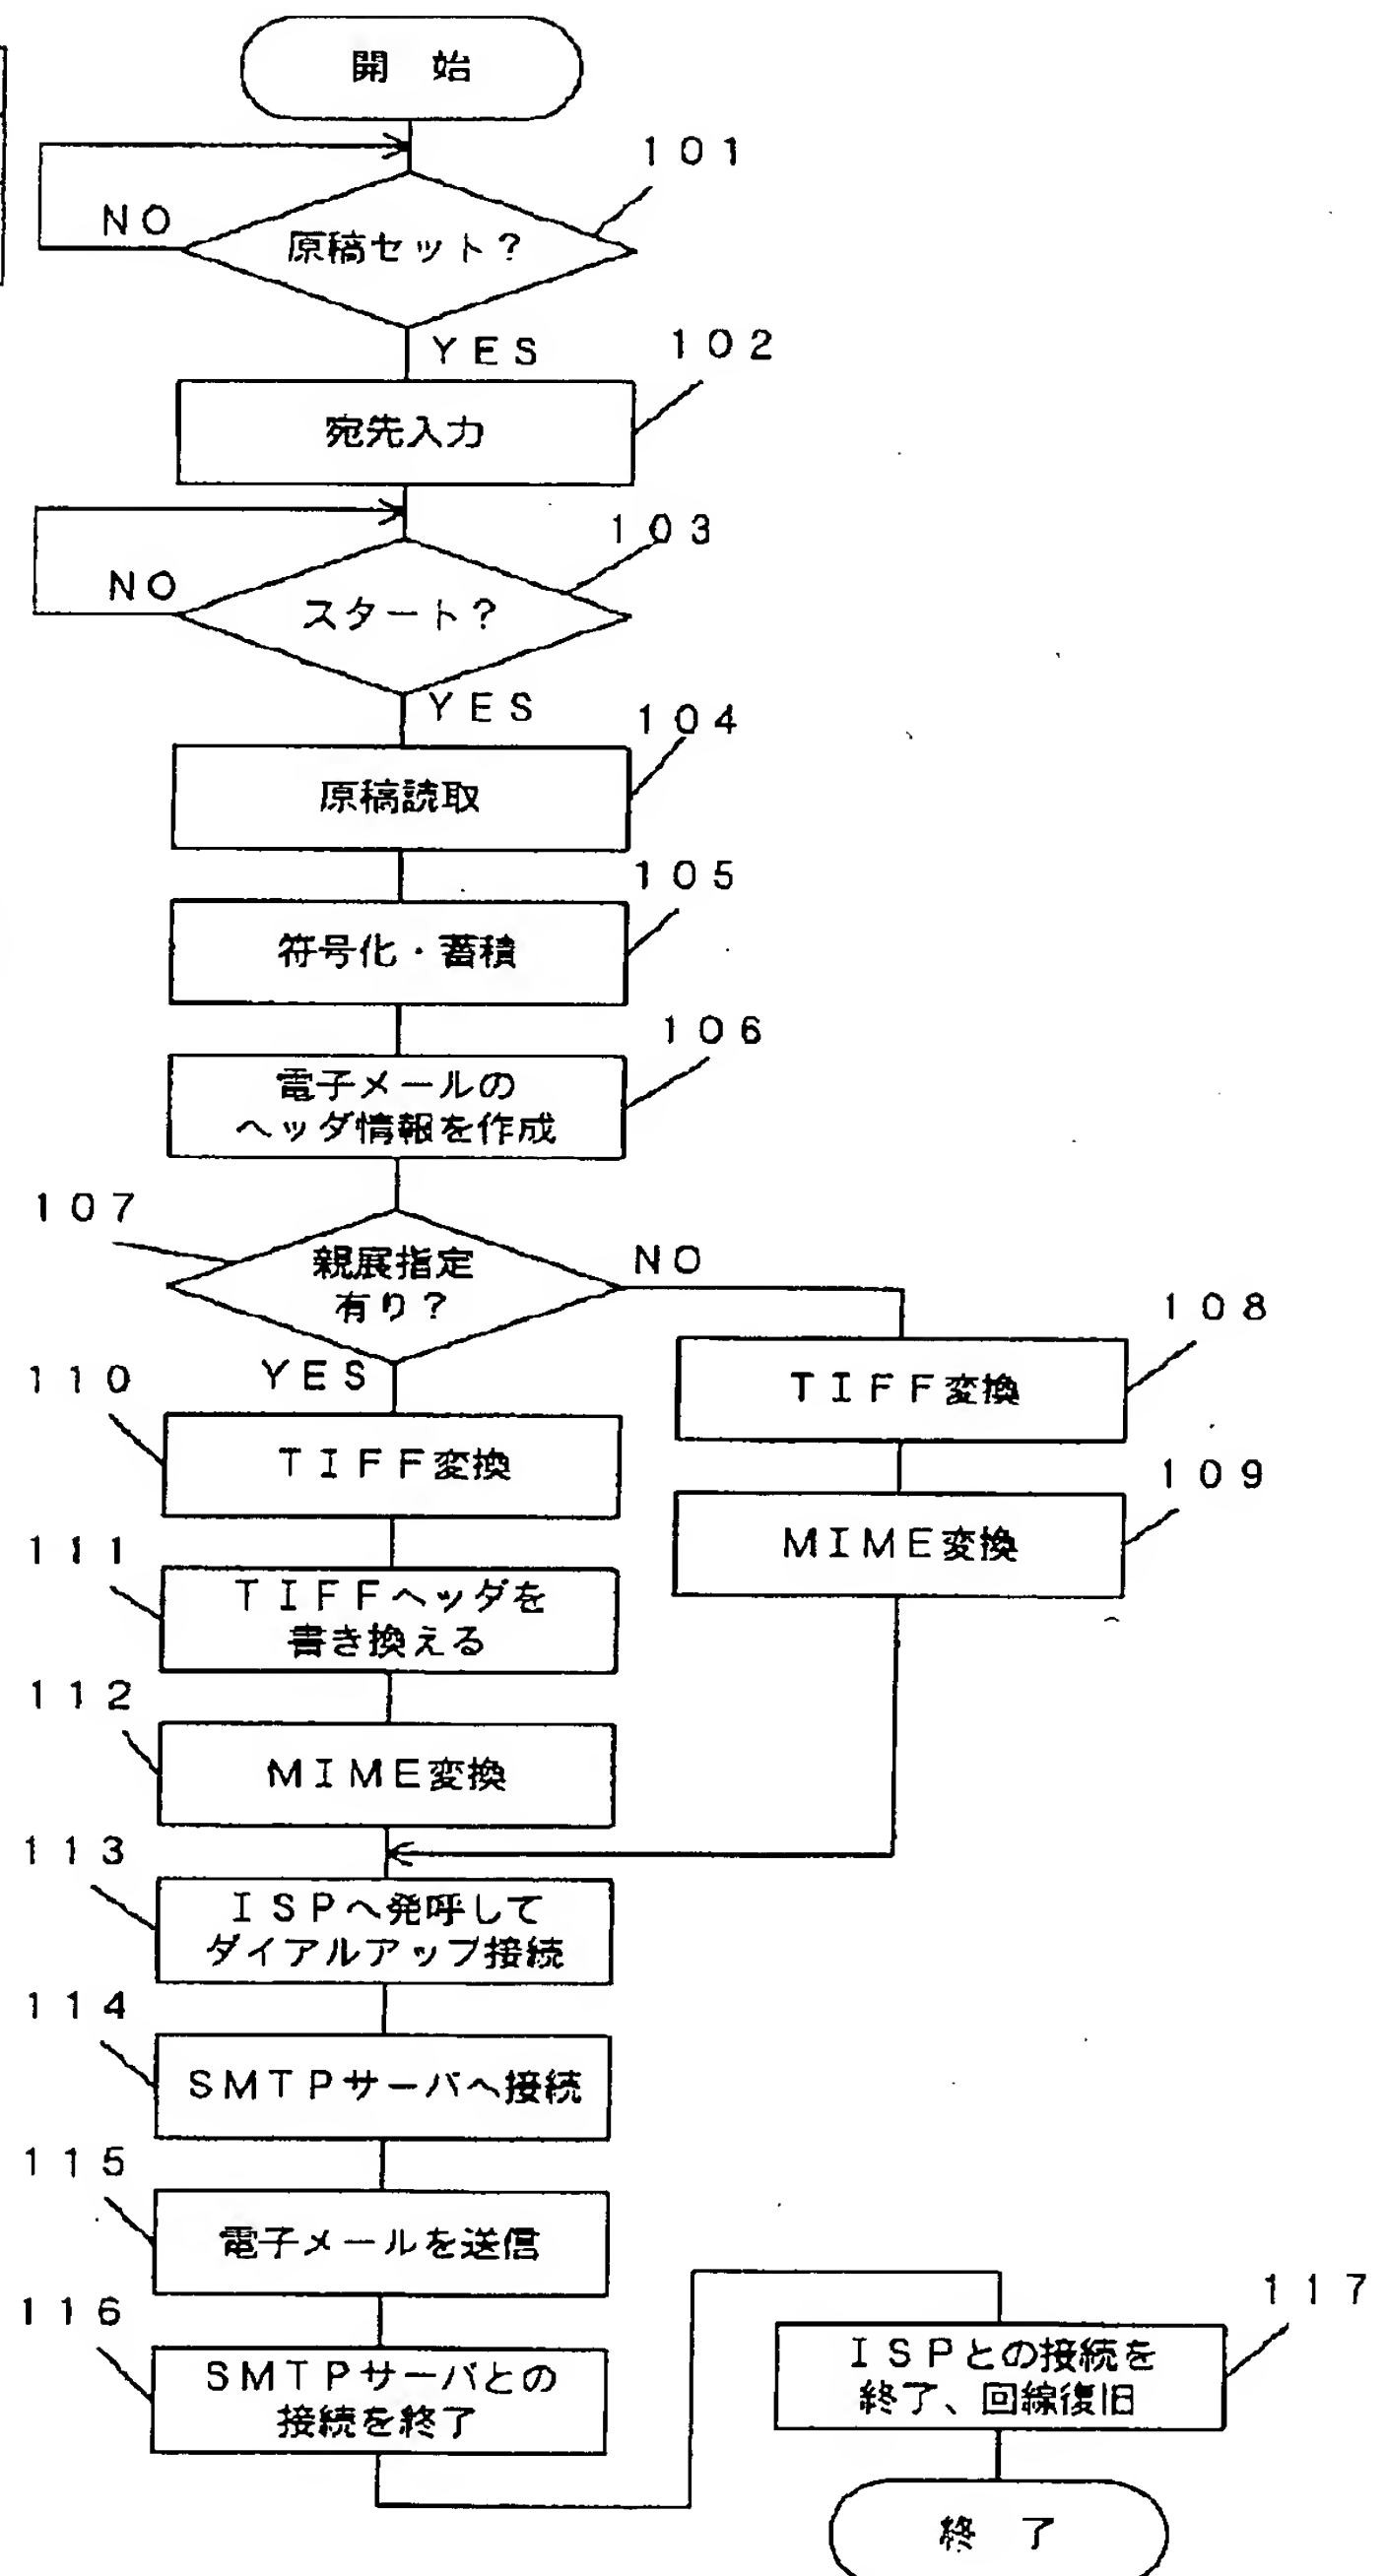 開 始
101
NO
原稿セット？
YES
102
宛先入力
103
NO
スタート？
YES
104
原稿読取
105
符号化・蓄積
106
電子メールの
ヘッダ情報を作成
107
親展指定
有り？
NO
108
YES
110
TIFF変換
TIFF変換
109
MIME変換
111
TIFFヘッダを
書き換える
112
MIME変換
113
ISPへ発呼して
ダイアルアップ接続
114
SMTPサーバへ接続
115
電子メールを送信
116
SMTPサーバとの
接続を終了
117
ISPとの接続を
終了、回線復旧
終 了